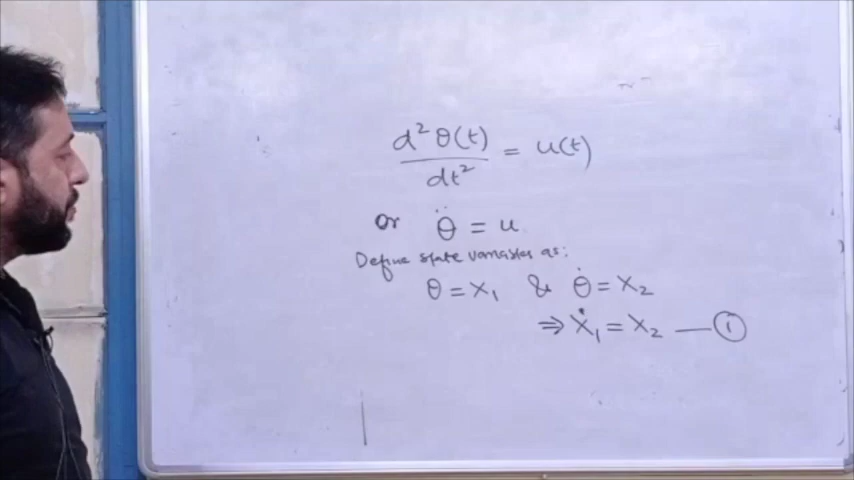 d²θ(t)/dt² = u(t)
or θ̈ = u
Define state variables as:
θ = x₁ & θ̇ = x₂
⇒ ẋ₁ = x₂ — ①